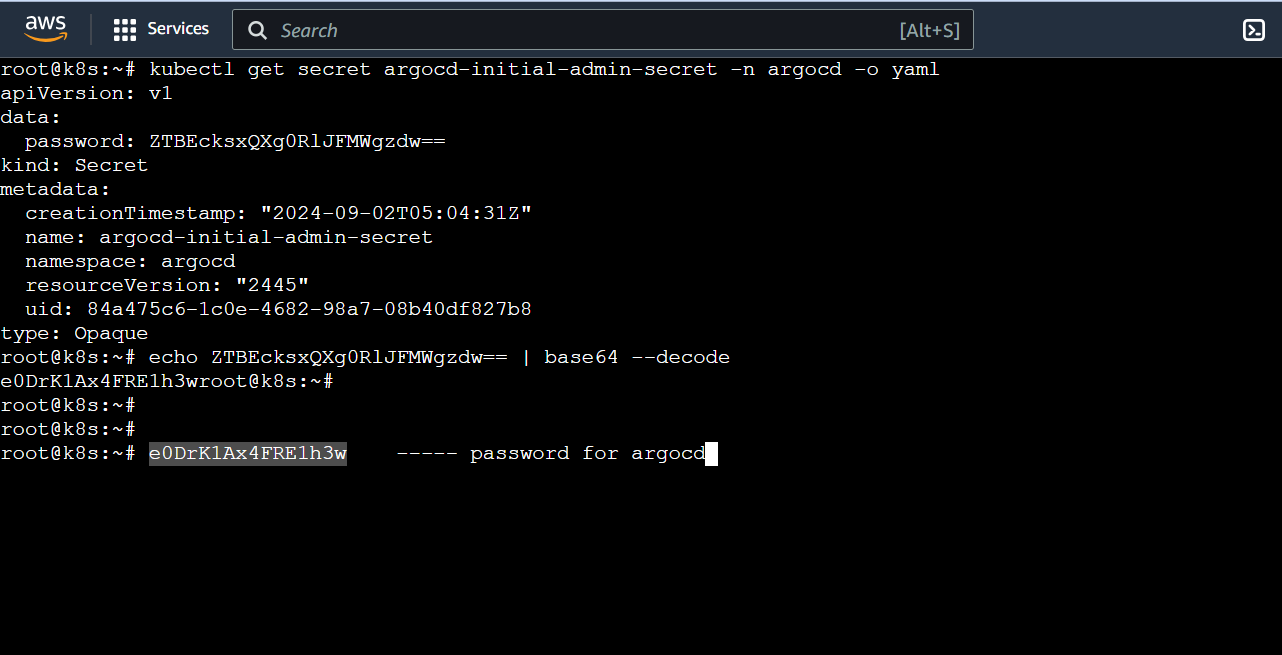 aws
Services
Search
[Alt+S]
root@k8s:~# kubectl get secret argocd-initial-admin-secret -n argocd -o yaml
apiVersion: v1
data:
  password: ZTBEcksxQXg0RlJFMWgzdw==
kind: Secret
metadata:
  creationTimestamp: "2024-09-02T05:04:31Z"
  name: argocd-initial-admin-secret
  namespace: argocd
  resourceVersion: "2445"
  uid: 84a475c6-1c0e-4682-98a7-08b40df827b8
type: Opaque
root@k8s:~# echo ZTBEcksxQXg0RlJFMWgzdw== | base64 --decode
e0DrK1Ax4FRE1h3wroot@k8s:~#
root@k8s:~#
root@k8s:~#
root@k8s:~# e0DrK1Ax4FRE1h3w    ----- password for argocd